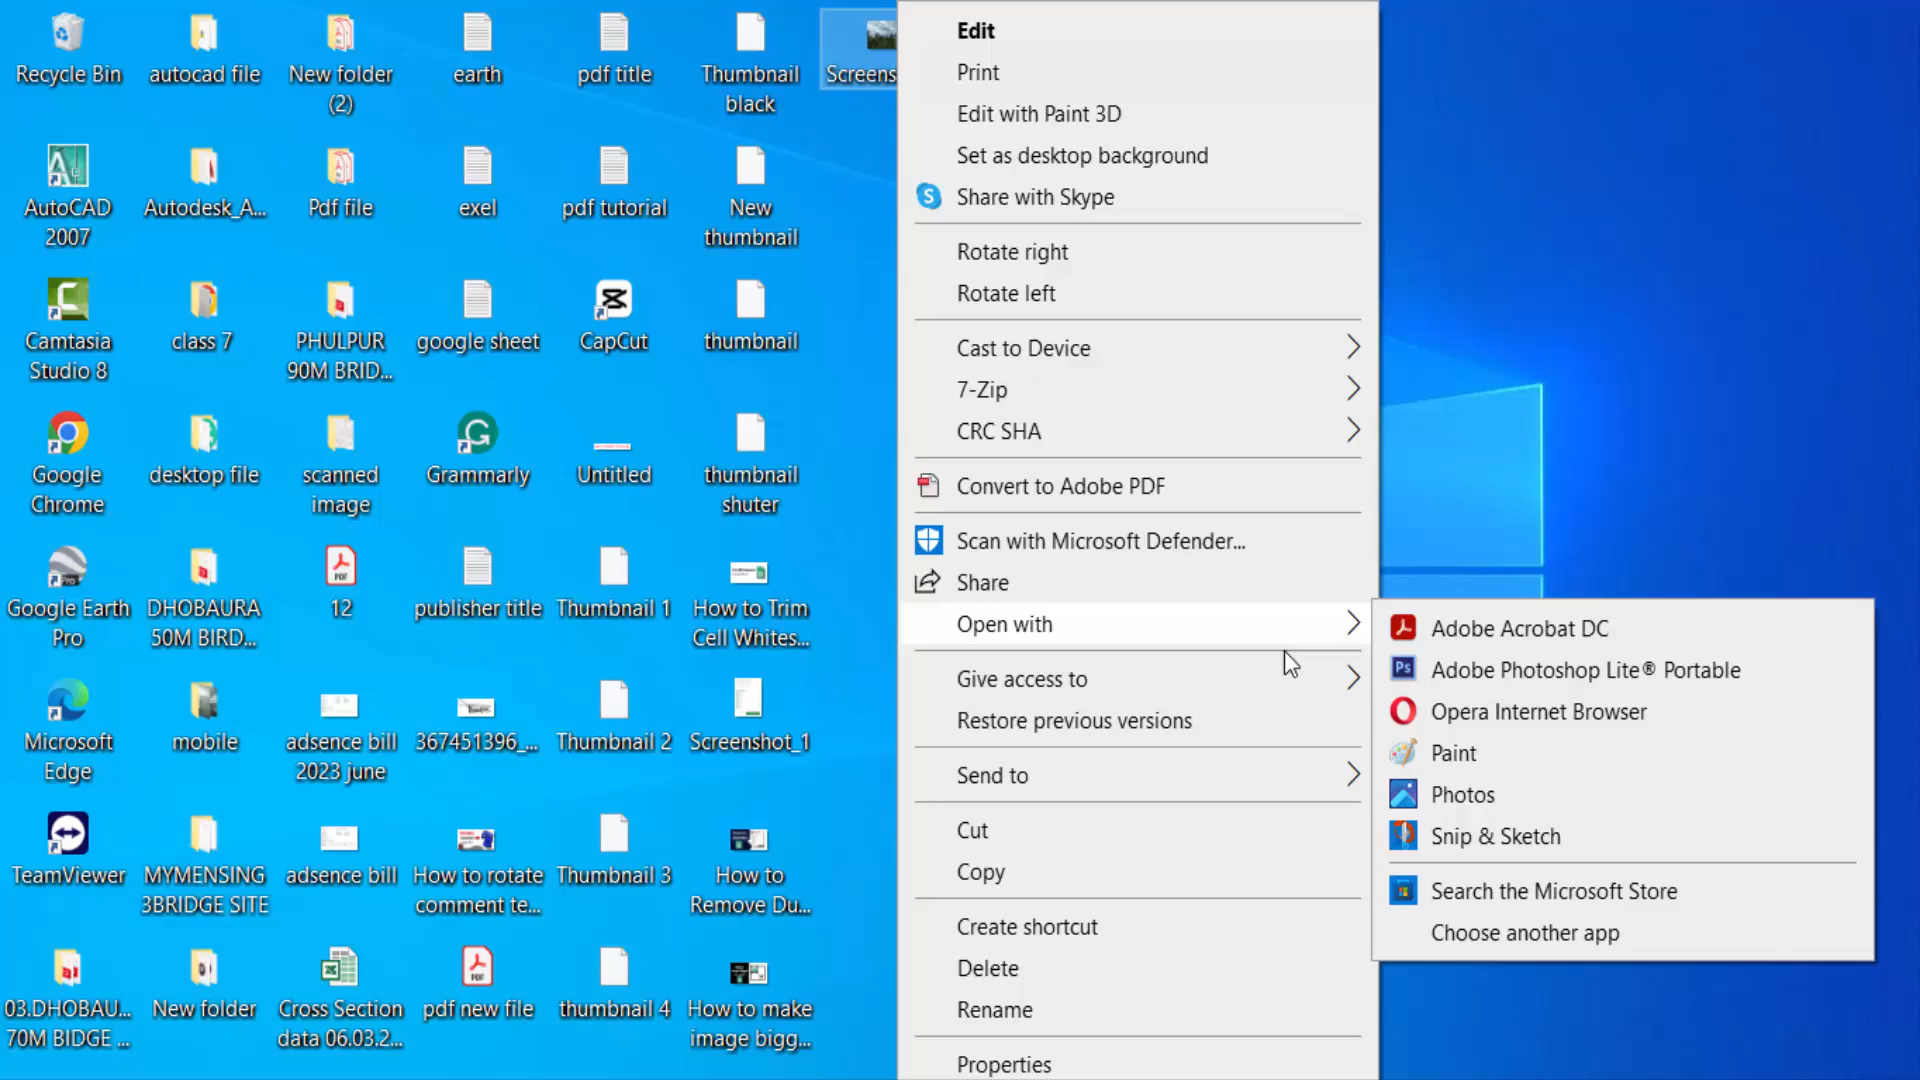 Recycle Bin
autocad file
New folder
(2)
earth
pdf title
Thumbnail
black
Screens
AutoCAD
2007
Autodesk_A...
Pdf file
exel
pdf tutorial
New
thumbnail
Camtasia
Studio 8
class 7
PHULPUR
90M BRID...
google sheet
CapCut
thumbnail
Google
Chrome
desktop file
scanned
image
Grammarly
Untitled
thumbnail
shuter
Google Earth
Pro
DHOBAURA
50M BIRD...
12
publisher title
Thumbnail 1
How to Trim
Cell Whites...
Microsoft
Edge
mobile
adsence bill
2023 june
367451396_...
Thumbnail 2
Screenshot_1
TeamViewer
MYMENSING
3BRIDGE SITE
adsence bill
How to rotate
comment te...
Thumbnail 3
How to
Remove Du...
03.DHOBAU...
70M BIDGE ...
New folder
Cross Section
data 06.03.2...
pdf new file
thumbnail 4
How to make
image bigg...
Edit
Print
Edit with Paint 3D
Set as desktop background
Share with Skype
Rotate right
Rotate left
Cast to Device
7-Zip
CRC SHA
Convert to Adobe PDF
Scan with Microsoft Defender...
Share
Open with
Give access to
Restore previous versions
Send to
Cut
Copy
Create shortcut
Delete
Rename
Properties
Adobe Acrobat DC
Adobe Photoshop Lite® Portable
Opera Internet Browser
Paint
Photos
Snip & Sketch
Search the Microsoft Store
Choose another app